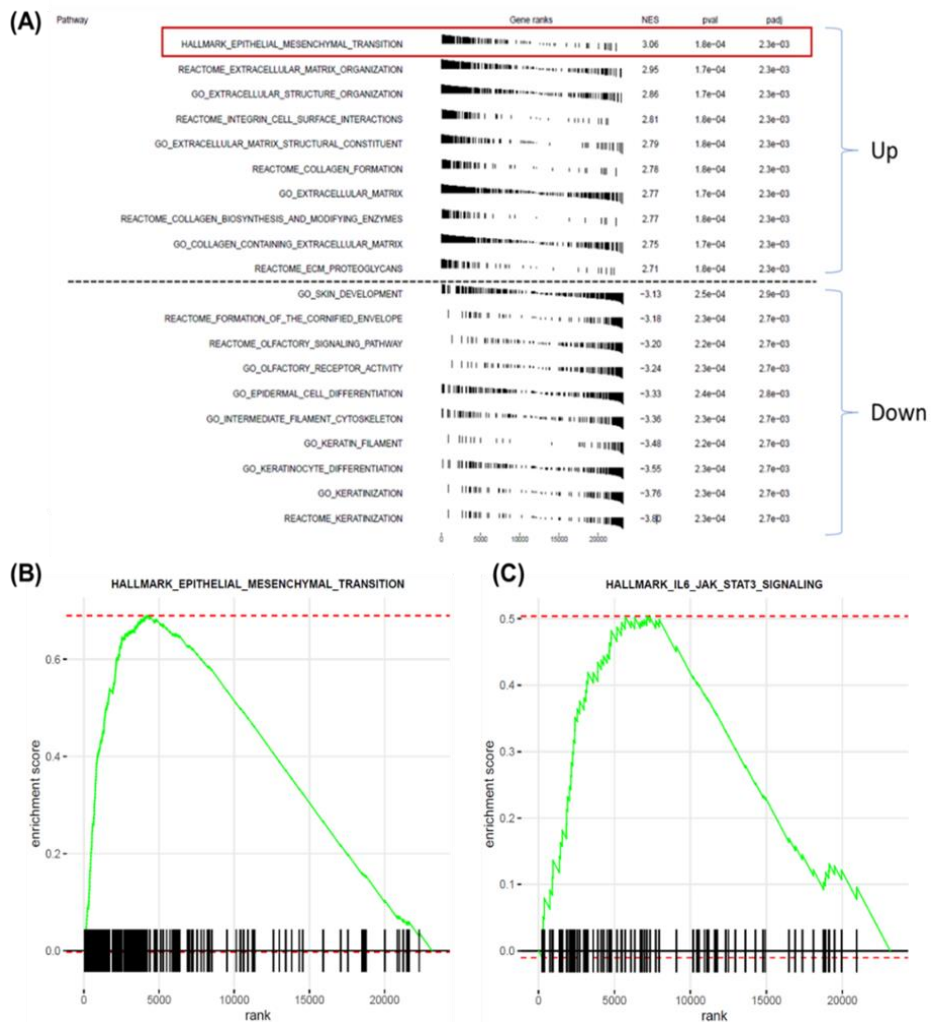 (A)
Pathway Gene ranks NES pval padj
HALLMARK_EPITHELIAL_MESENCHYMAL_TRANSITION 3.06 1.8e−04 2.3e−03
REACTOME_EXTRACELLULAR_MATRIX_ORGANIZATION 2.95 1.7e−04 2.3e−03
GO_EXTRACELLULAR_STRUCTURE_ORGANIZATION 2.86 1.7e−04 2.3e−03
REACTOME_INTEGRIN_CELL_SURFACE_INTERACTIONS 2.81 1.8e−04 2.3e−03
GO_EXTRACELLULAR_MATRIX_STRUCTURAL_CONSTITUENT 2.79 1.8e−04 2.3e−03
Up
REACTOME_COLLAGEN_FORMATION 2.78 1.8e−04 2.3e−03
GO_EXTRACELLULAR_MATRIX 2.77 1.7e−04 2.3e−03
REACTOME_COLLAGEN_BIOSYNTHESIS_AND_MODIFYING_ENZYMES 2.77 1.8e−04 2.3e−03
GO_COLLAGEN_CONTAINING_EXTRACELLULAR_MATRIX 2.75 1.7e−04 2.3e−03
REACTOME_ECM_PROTEOGLYCANS 2.71 1.8e−04 2.3e−03
GO_SKIN_DEVELOPMENT −3.13 2.5e−04 2.9e−03
REACTOME_FORMATION_OF_THE_CORNIFIED_ENVELOPE −3.18 2.3e−04 2.7e−03
REACTOME_OLFACTORY_SIGNALING_PATHWAY −3.20 2.2e−04 2.7e−03
GO_OLFACTORY_RECEPTOR_ACTIVITY −3.24 2.3e−04 2.7e−03
GO_EPIDERMAL_CELL_DIFFERENTIATION −3.33 2.4e−04 2.8e−03
Down
GO_INTERMEDIATE_FILAMENT_CYTOSKELETON −3.36 2.3e−04 2.7e−03
GO_KERATIN_FILAMENT −3.48 2.2e−04 2.7e−03
GO_KERATINOCYTE_DIFFERENTIATION −3.55 2.3e−04 2.7e−03
GO_KERATINIZATION −3.76 2.3e−04 2.7e−03
REACTOME_KERATINIZATION −3.80 2.3e−04 2.7e−03
0 5000 10000 15000 20000
(B)
HALLMARK_EPITHELIAL_MESENCHYMAL_TRANSITION
enrichment score
0.6
0.4
0.2
0.0
0 5000 10000 15000 20000
rank
(C)
HALLMARK_IL6_JAK_STAT3_SIGNALING
enrichment score
0.5
0.4
0.3
0.2
0.1
0.0
0 5000 10000 15000 20000
rank